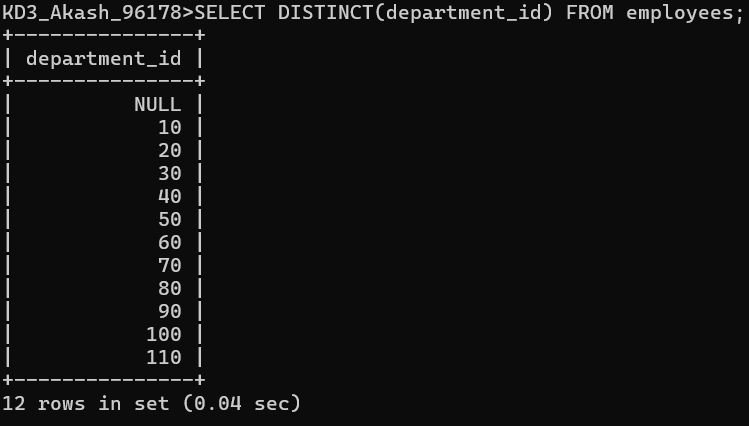 KD3_Akash_96178>SELECT DISTINCT(department_id) FROM employees;
+---------------+
| department_id |
+---------------+
|          NULL |
|            10 |
|            20 |
|            30 |
|            40 |
|            50 |
|            60 |
|            70 |
|            80 |
|            90 |
|           100 |
|           110 |
+---------------+
12 rows in set (0.04 sec)